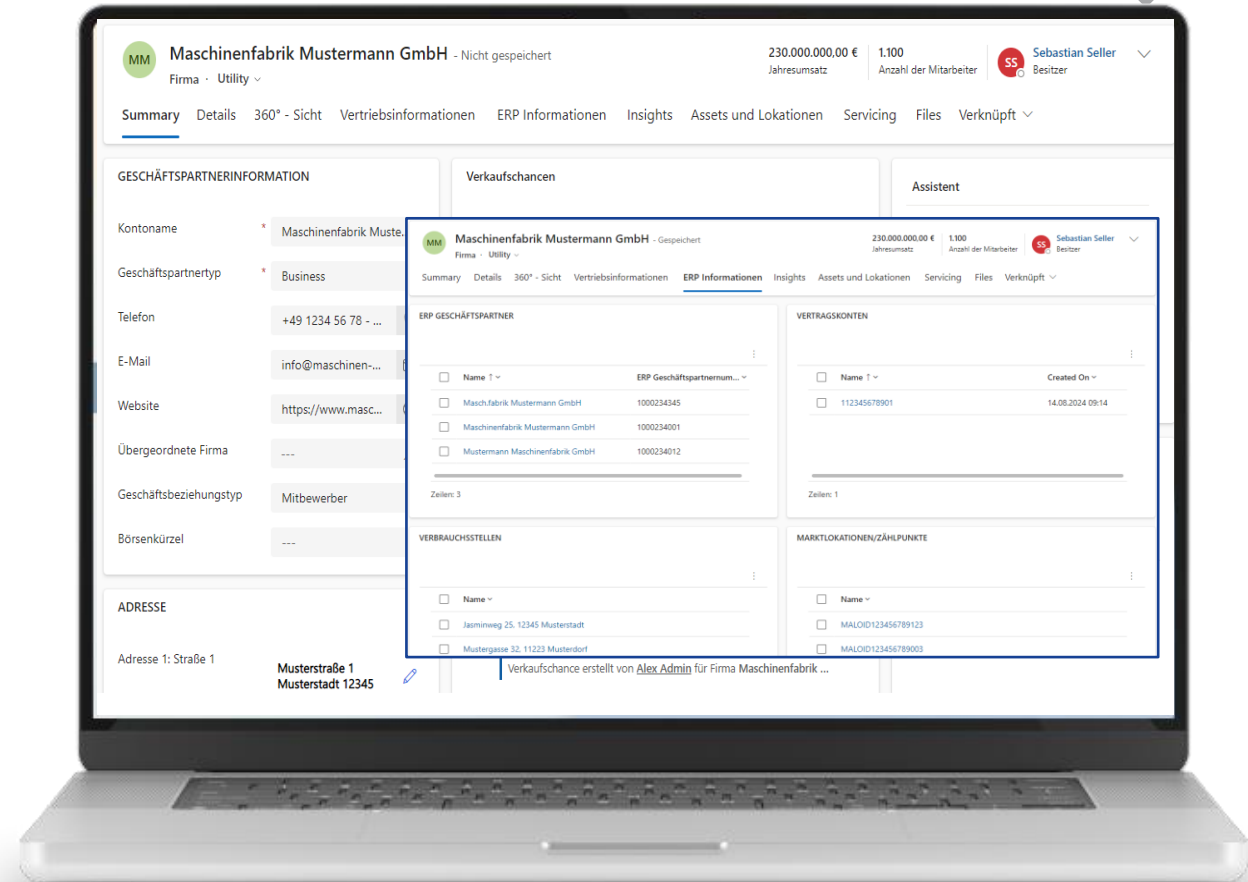 MM
Maschinenfabrik Mustermann GmbH - Nicht gespeichert
Firma · Utility
230.000.000,00 €
Jahresumsatz
1.100
Anzahl der Mitarbeiter
SS
Sebastian Seller
Besitzer
Summary Details 360° - Sicht Vertriebsinformationen ERP Informationen Insights Assets und Lokationen Servicing Files Verknüpft
GESCHÄFTSPARTNERINFORMATION
Kontoname * Maschinenfabrik Muste...
Geschäftspartnertyp * Business
Telefon +49 1234 56 78 - ...
E-Mail info@maschinen-...
Website https://www.masc...
Übergeordnete Firma ---
Geschäftsbeziehungstyp Mitbewerber
Börsenkürzel ---
ADRESSE
Adresse 1: Straße 1
Musterstraße 1
Musterstadt 12345
Verkaufschancen
Assistent
MM
Maschinenfabrik Mustermann GmbH - Gespeichert
Firma · Utility
230.000.000,00 €
Jahresumsatz
1.100
Anzahl der Mitarbeiter
SS
Sebastian Seller
Besitzer
Summary Details 360° - Sicht Vertriebsinformationen ERP Informationen Insights Assets und Lokationen Servicing Files Verknüpft
ERP GESCHÄFTSPARTNER
Name ↑ ERP Geschäftspartnernum...
Masch.fabrik Mustermann GmbH 1000234345
Maschinenfabrik Mustermann GmbH 1000234001
Mustermann Maschinenfabrik GmbH 1000234012
Zeilen: 3
VERTRAGSKONTEN
Name ↑ Created On
112345678901 14.08.2024 09:14
Zeilen: 1
VERBRAUCHSSTELLEN
Name
Jasminweg 25. 12345 Musterstadt
Mustergasse 32, 11223 Musterdorf
MARKTLOKATIONEN/ZÄHLPUNKTE
Name
MALOID123456789123
MALOID123456789003
Verkaufschance erstellt von Alex Admin für Firma Maschinenfabrik ...